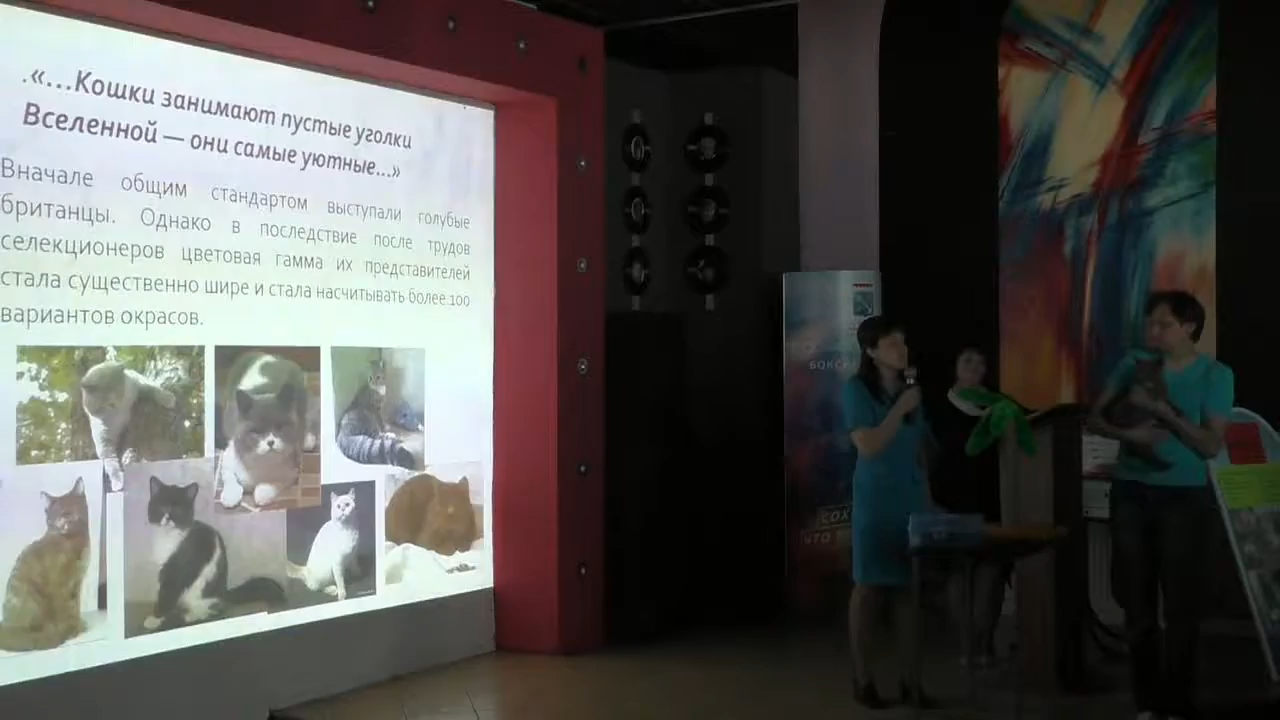 .«...Кошки занимают пустые уголки
Вселенной — они самые уютные...»
Вначале общим стандартом выступали голубые
британцы. Однако в последствие после трудов
селекционеров цветовая гамма их представителей
стала существенно шире и стала насчитывать более 100
вариантов окрасов.